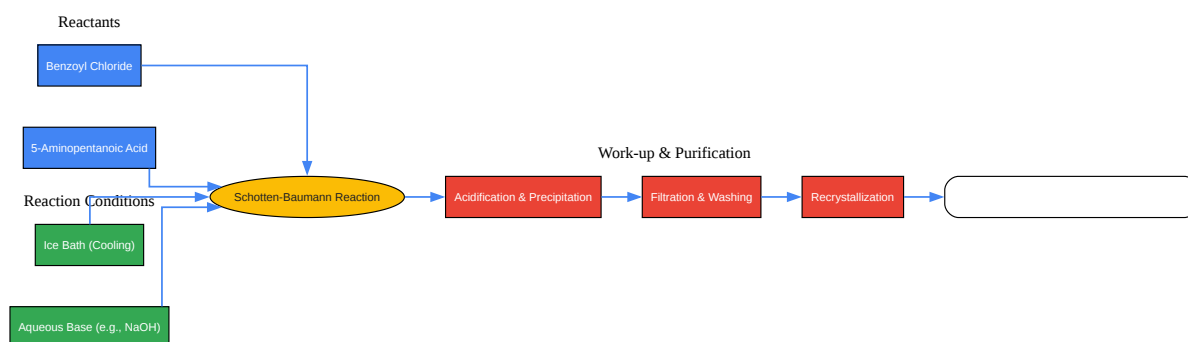 Reactants
Benzoyl Chloride
5-Aminopentanoic Acid
Reaction Conditions
Ice Bath (Cooling)
Aqueous Base (e.g., NaOH)
Schotten-Baumann Reaction
Work-up & Purification
Acidification & Precipitation
Filtration & Washing
Recrystallization